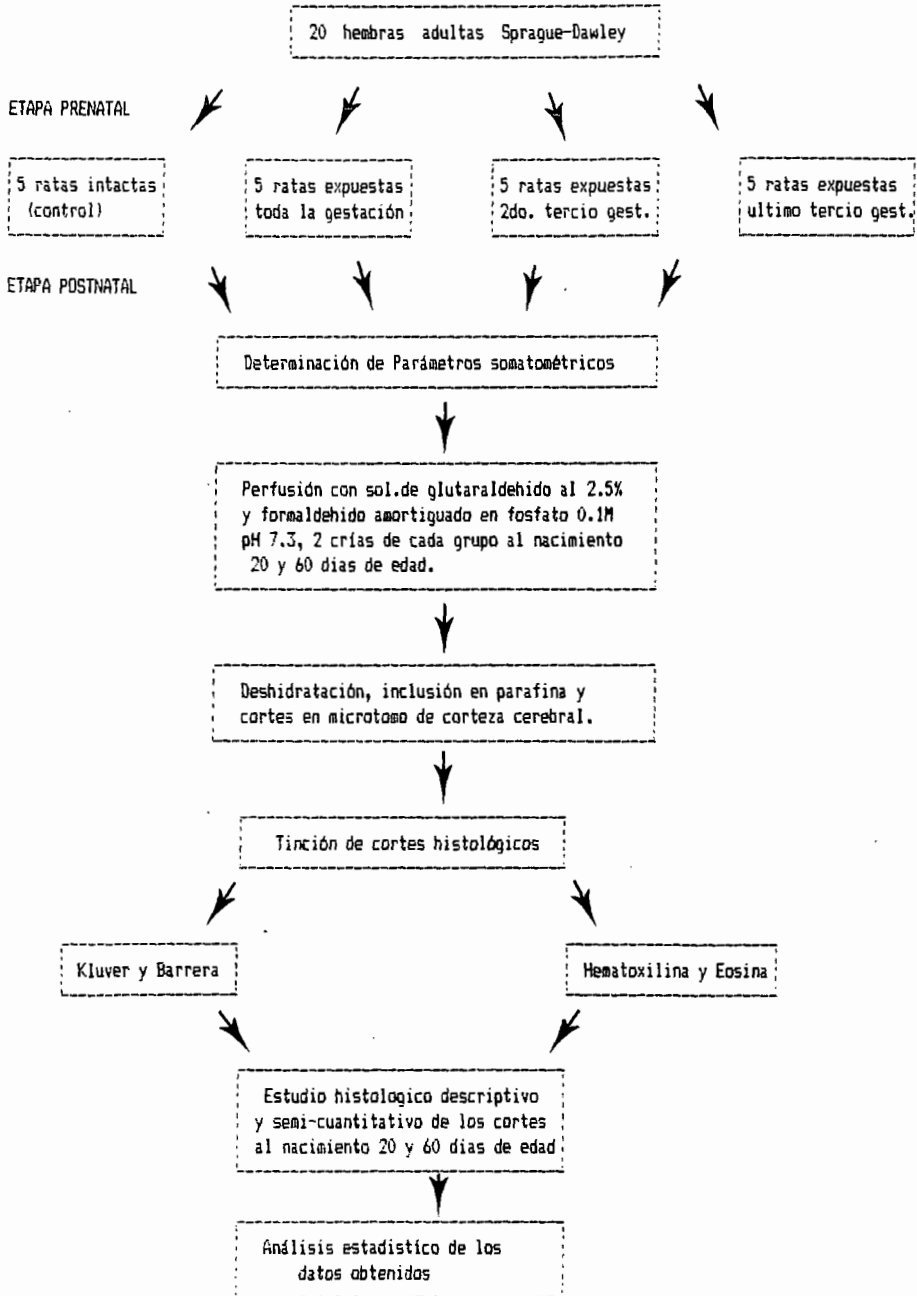 20 hembras adultas Sprague-Dawley
ETAPA PRENATAL
5 ratas intactas
(control)
5 ratas expuestas
toda la gestación
5 ratas expuestas
2do. tercio gest.
5 ratas expuestas
ultimo tercio gest.
ETAPA POSTNATAL
Determinación de Parámetros somatométricos
Perfusión con sol.de glutaraldehido al 2.5%
y formaldehido amortiguado en fosfato 0.1M
pH 7.3, 2 crías de cada grupo al nacimiento
20 y 60 dias de edad.
Deshidratación, inclusión en parafina y
cortes en microtomo de corteza cerebral.
Tinción de cortes histológicos
Kluver y Barrera
Hematoxilina y Eosina
Estudio histologico descriptivo
y semi-cuantitativo de los cortes
al nacimiento 20 y 60 dias de edad
Análisis estadistico de los
datos obtenidos